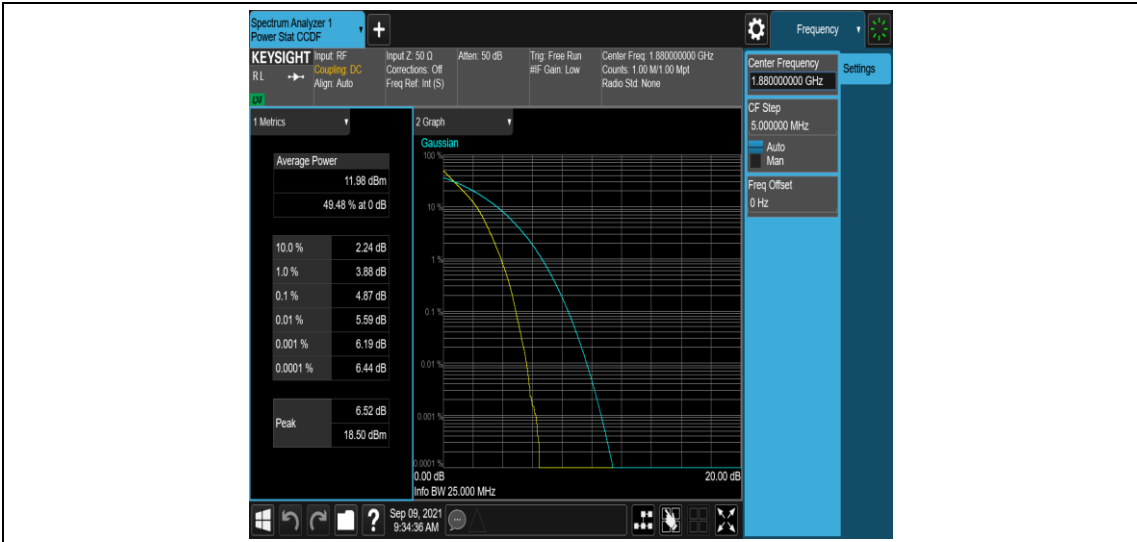 Spectrum Analyzer 1
Power Stat CCDF
+
Frequency
KEYSIGHT
RL
LXI
Input: RF
Coupling: DC
Align: Auto
Input Z: 50 Ω
Corrections: Off
Freq Ref: Int (S)
Atten: 50 dB
Trig: Free Run
#IF Gain: Low
Center Freq: 1.880000000 GHz
Counts: 1.00 M/1.00 Mpt
Radio Std: None
Center Frequency
1.880000000 GHz
Settings
CF Step
5.000000 MHz
Auto
Man
Freq Offset
0 Hz
1 Metrics
Average Power
11.98 dBm
49.48 % at 0 dB
10.0 % 2.24 dB
1.0 % 3.88 dB
0.1 % 4.87 dB
0.01 % 5.59 dB
0.001 % 6.19 dB
0.0001 % 6.44 dB
Peak
6.52 dB
18.50 dBm
2 Graph
Gaussian
100 %
10 %
1 %
0.1 %
0.01 %
0.001 %
0.0001 %
0.00 dB 20.00 dB
Info BW 25.000 MHz
?
Sep 09, 2021
9:34:36 AM